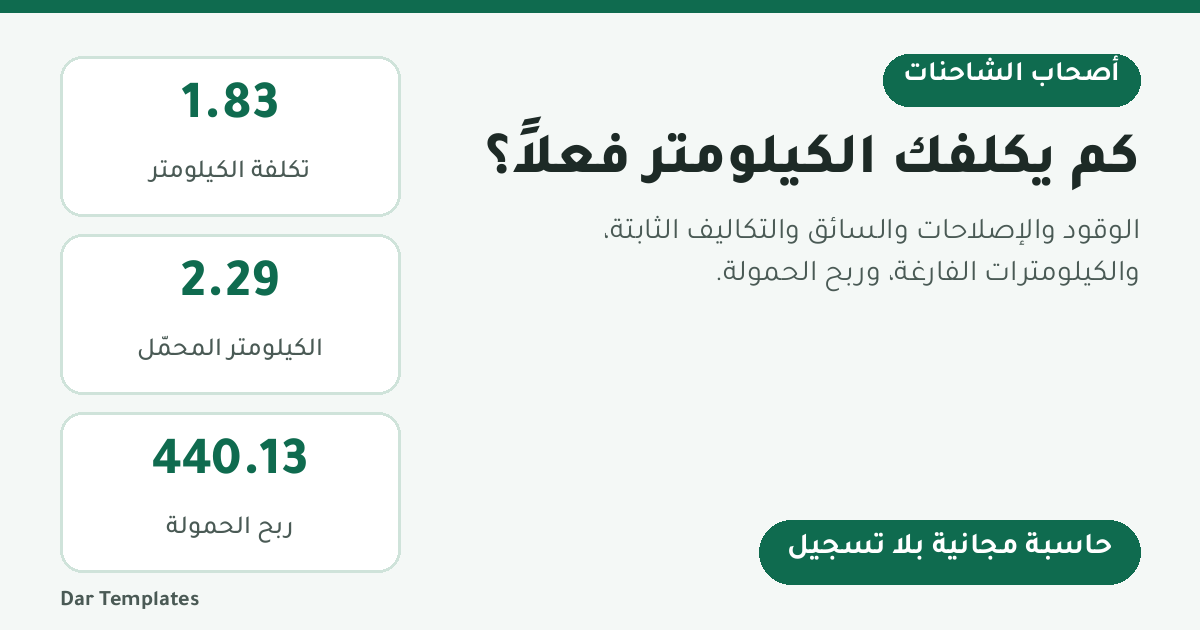 أصحاب الشاحنات
كم يكلفك الكيلومتر فعلاً؟
الوقود والإصلاحات والسائق والتكاليف الثابتة،
والكيلومترات الفارغة، وربح الحمولة.
1.83
تكلفة الكيلومتر
2.29
الكيلومتر المحمّل
440.13
ربح الحمولة
حاسبة مجانية بلا تسجيل
Dar Templates